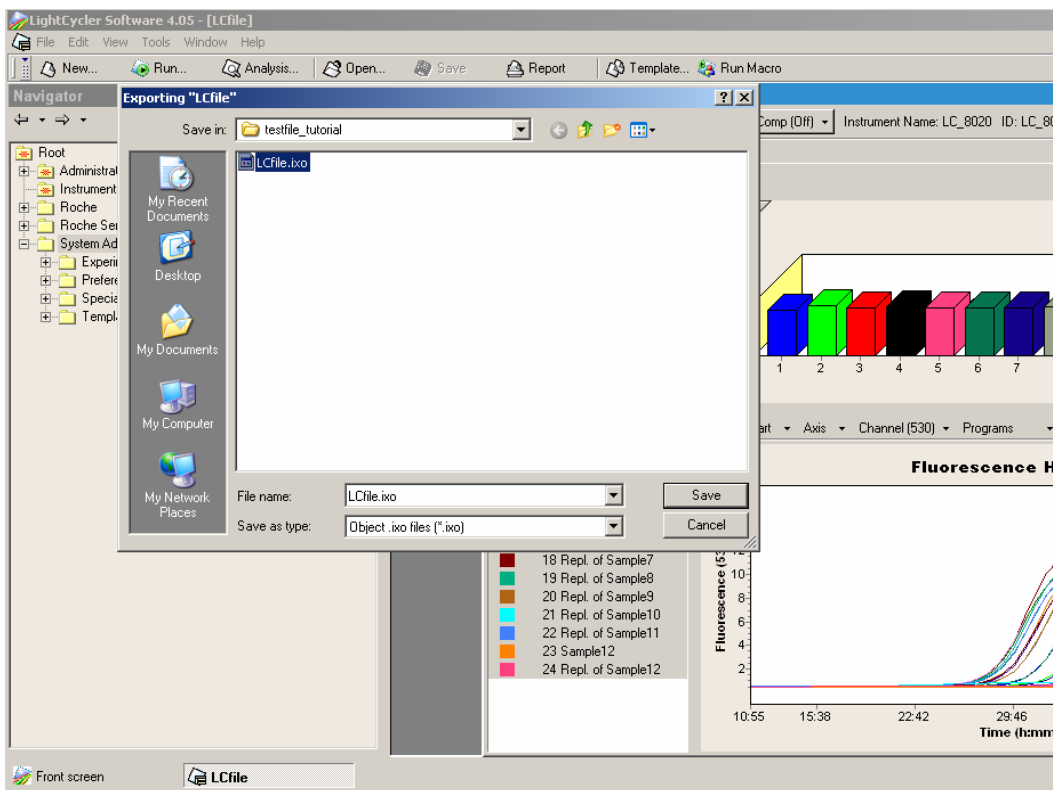 LightCycler Software 4.05 - [LCfile]
File Edit View Tools Window Help
New... Run... Analysis... Open... Save Report Template... Run Macro
Navigator
Exporting "LCfile"
Save in: testfile_tutorial
Comp (Off) Instrument Name: LC_8020 ID: LC_80
Root
Administrat
Instrument
Roche
Roche Ser
System Ad
Experi
Prefere
Specia
Templ
LCfile.ixo
My Recent
Documents
Desktop
My Documents
My Computer
My Network
Places
File name: LCfile.ixo Save
Save as type: Object .ixo files (*.ixo) Cancel
1 2 3 4 5 6 7
art Axis Channel (530) Programs
Fluorescence H
18 Repl. of Sample7
19 Repl. of Sample8
20 Repl. of Sample9
21 Repl. of Sample10
22 Repl. of Sample11
23 Sample12
24 Repl. of Sample12
Fluorescence (53
12
10
8
6
4
2
10:55 15:38 22:42 29:46
Time (h:mm
Front screen LCfile